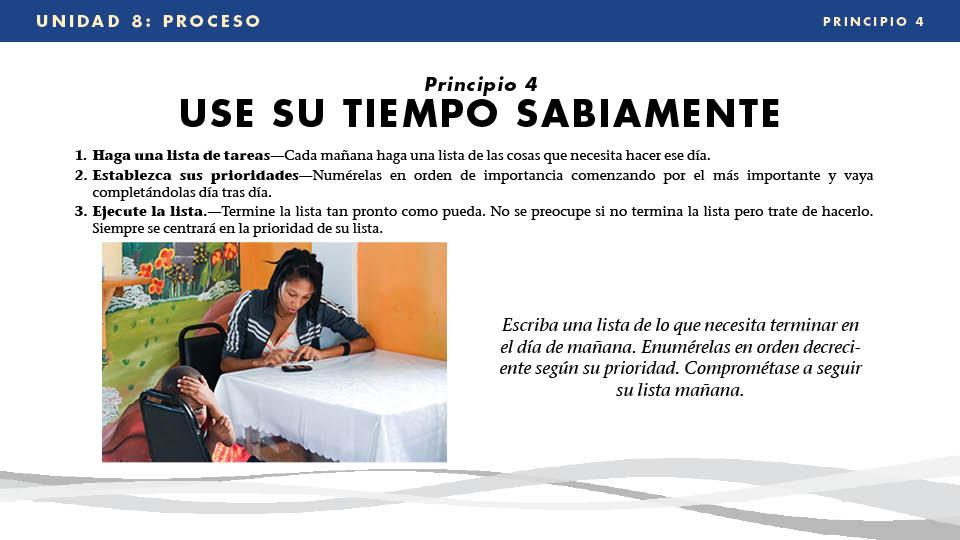 UNIDAD 8: PROCESO
PRINCIPIO 4
Principio 4
USE SU TIEMPO SABIAMENTE
1. Haga una lista de tareas—Cada mañana haga una lista de las cosas que necesita hacer ese día.
2. Establezca sus prioridades—Numérelas en orden de importancia comenzando por el más importante y vaya
completándolas día tras día.
3. Ejecute la lista.—Termine la lista tan pronto como pueda. No se preocupe si no termina la lista pero trate de hacerlo.
Siempre se centrará en la prioridad de su lista.
Escriba una lista de lo que necesita terminar en
el día de mañana. Enumérelas en orden decreci-
ente según su prioridad. Comprométase a seguir
su lista mañana.